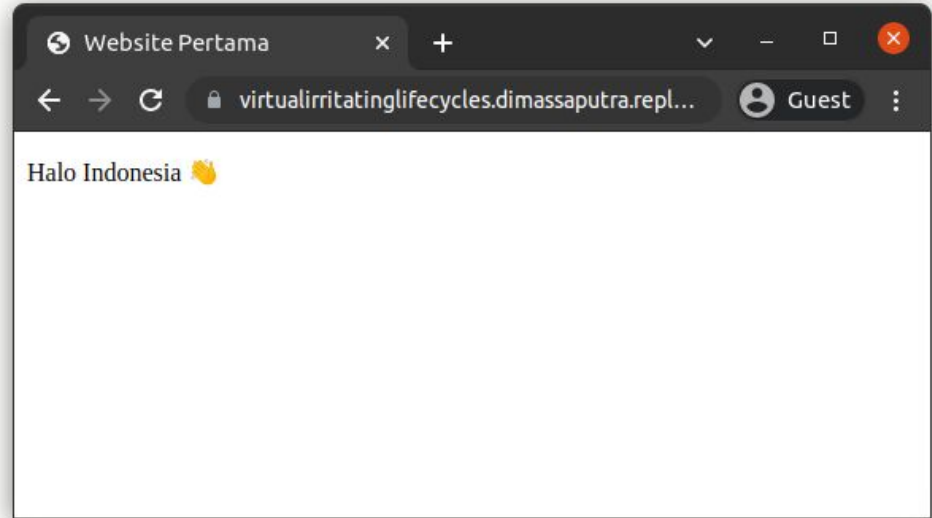 Website Pertama
virtualirritatinglifecycles.dimassaputra.repl...
Guest
Halo Indonesia 👏